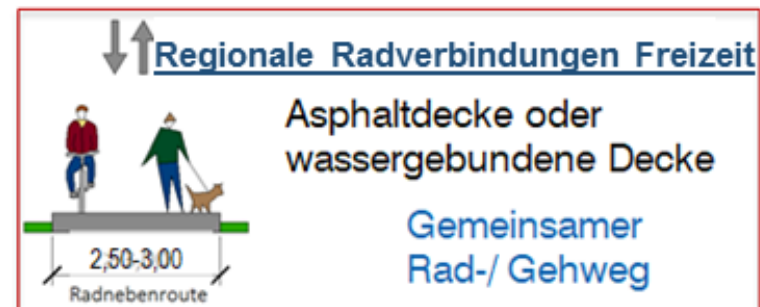 Regionale Radverbindungen Freizeit
Asphaltdecke oder
wassergebundene Decke
Gemeinsamer
Rad-/ Gehweg
2,50-3,00
Radnebenroute